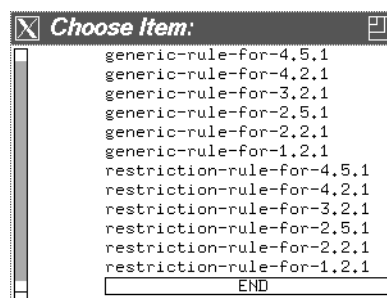 Choose Item:
generic-rule-for-4.5.1
generic-rule-for-4.2.1
generic-rule-for-3.2.1
generic-rule-for-2.5.1
generic-rule-for-2.2.1
generic-rule-for-1.2.1
restriction-rule-for-4.5.1
restriction-rule-for-4.2.1
restriction-rule-for-3.2.1
restriction-rule-for-2.5.1
restriction-rule-for-2.2.1
restriction-rule-for-1.2.1
END